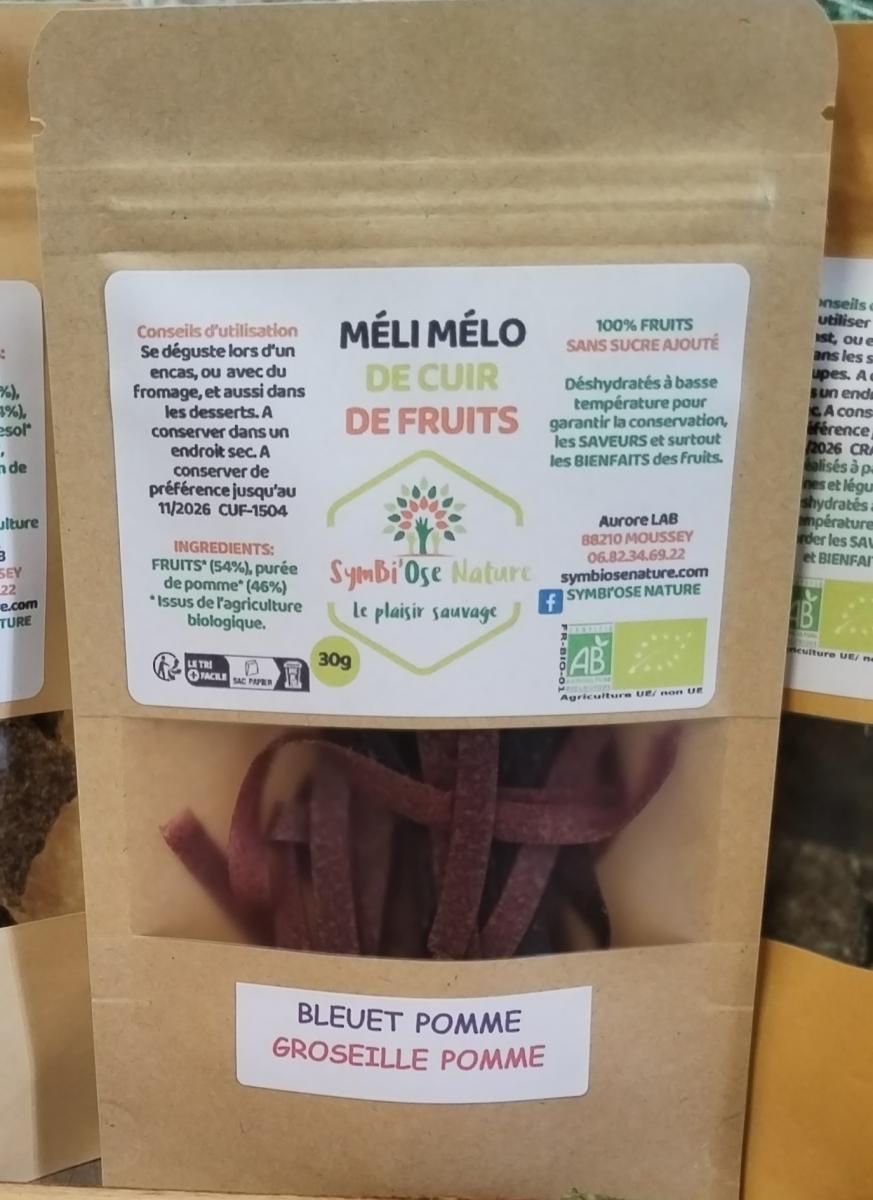 Conseils d'utilisation
Se déguste lors d'un
encas, ou avec du
fromage, et aussi dans
les desserts. A
conserver dans un
endroit sec. A
conserver de
préférence jusqu'au
11/2026 CUF-1504
INGREDIENTS:
FRUITS* (54%), purée
de pomme* (46%)
*Issus de l'agriculture
biologique.
LE TRI
+ FACILE
SAC PAPIER
MÉLI MÉLO
DE CUIR
DE FRUITS
SymBi'Ose Nature
Le plaisir sauvage
30g
100% FRUITS
SANS SUCRE AJOUTÉ
Déshydratés à basse
température pour
garantir la conservation,
les SAVEURS et surtout
les BIENFAITS des fruits.
Aurore LAB
88210 MOUSSEY
06.82.34.69.22
symbiosenature.com
f SYMBI'OSE NATURE
FR-BIO-01
AB
Agriculture UE/ non UE
BLEUET POMME
GROSEILLE POMME